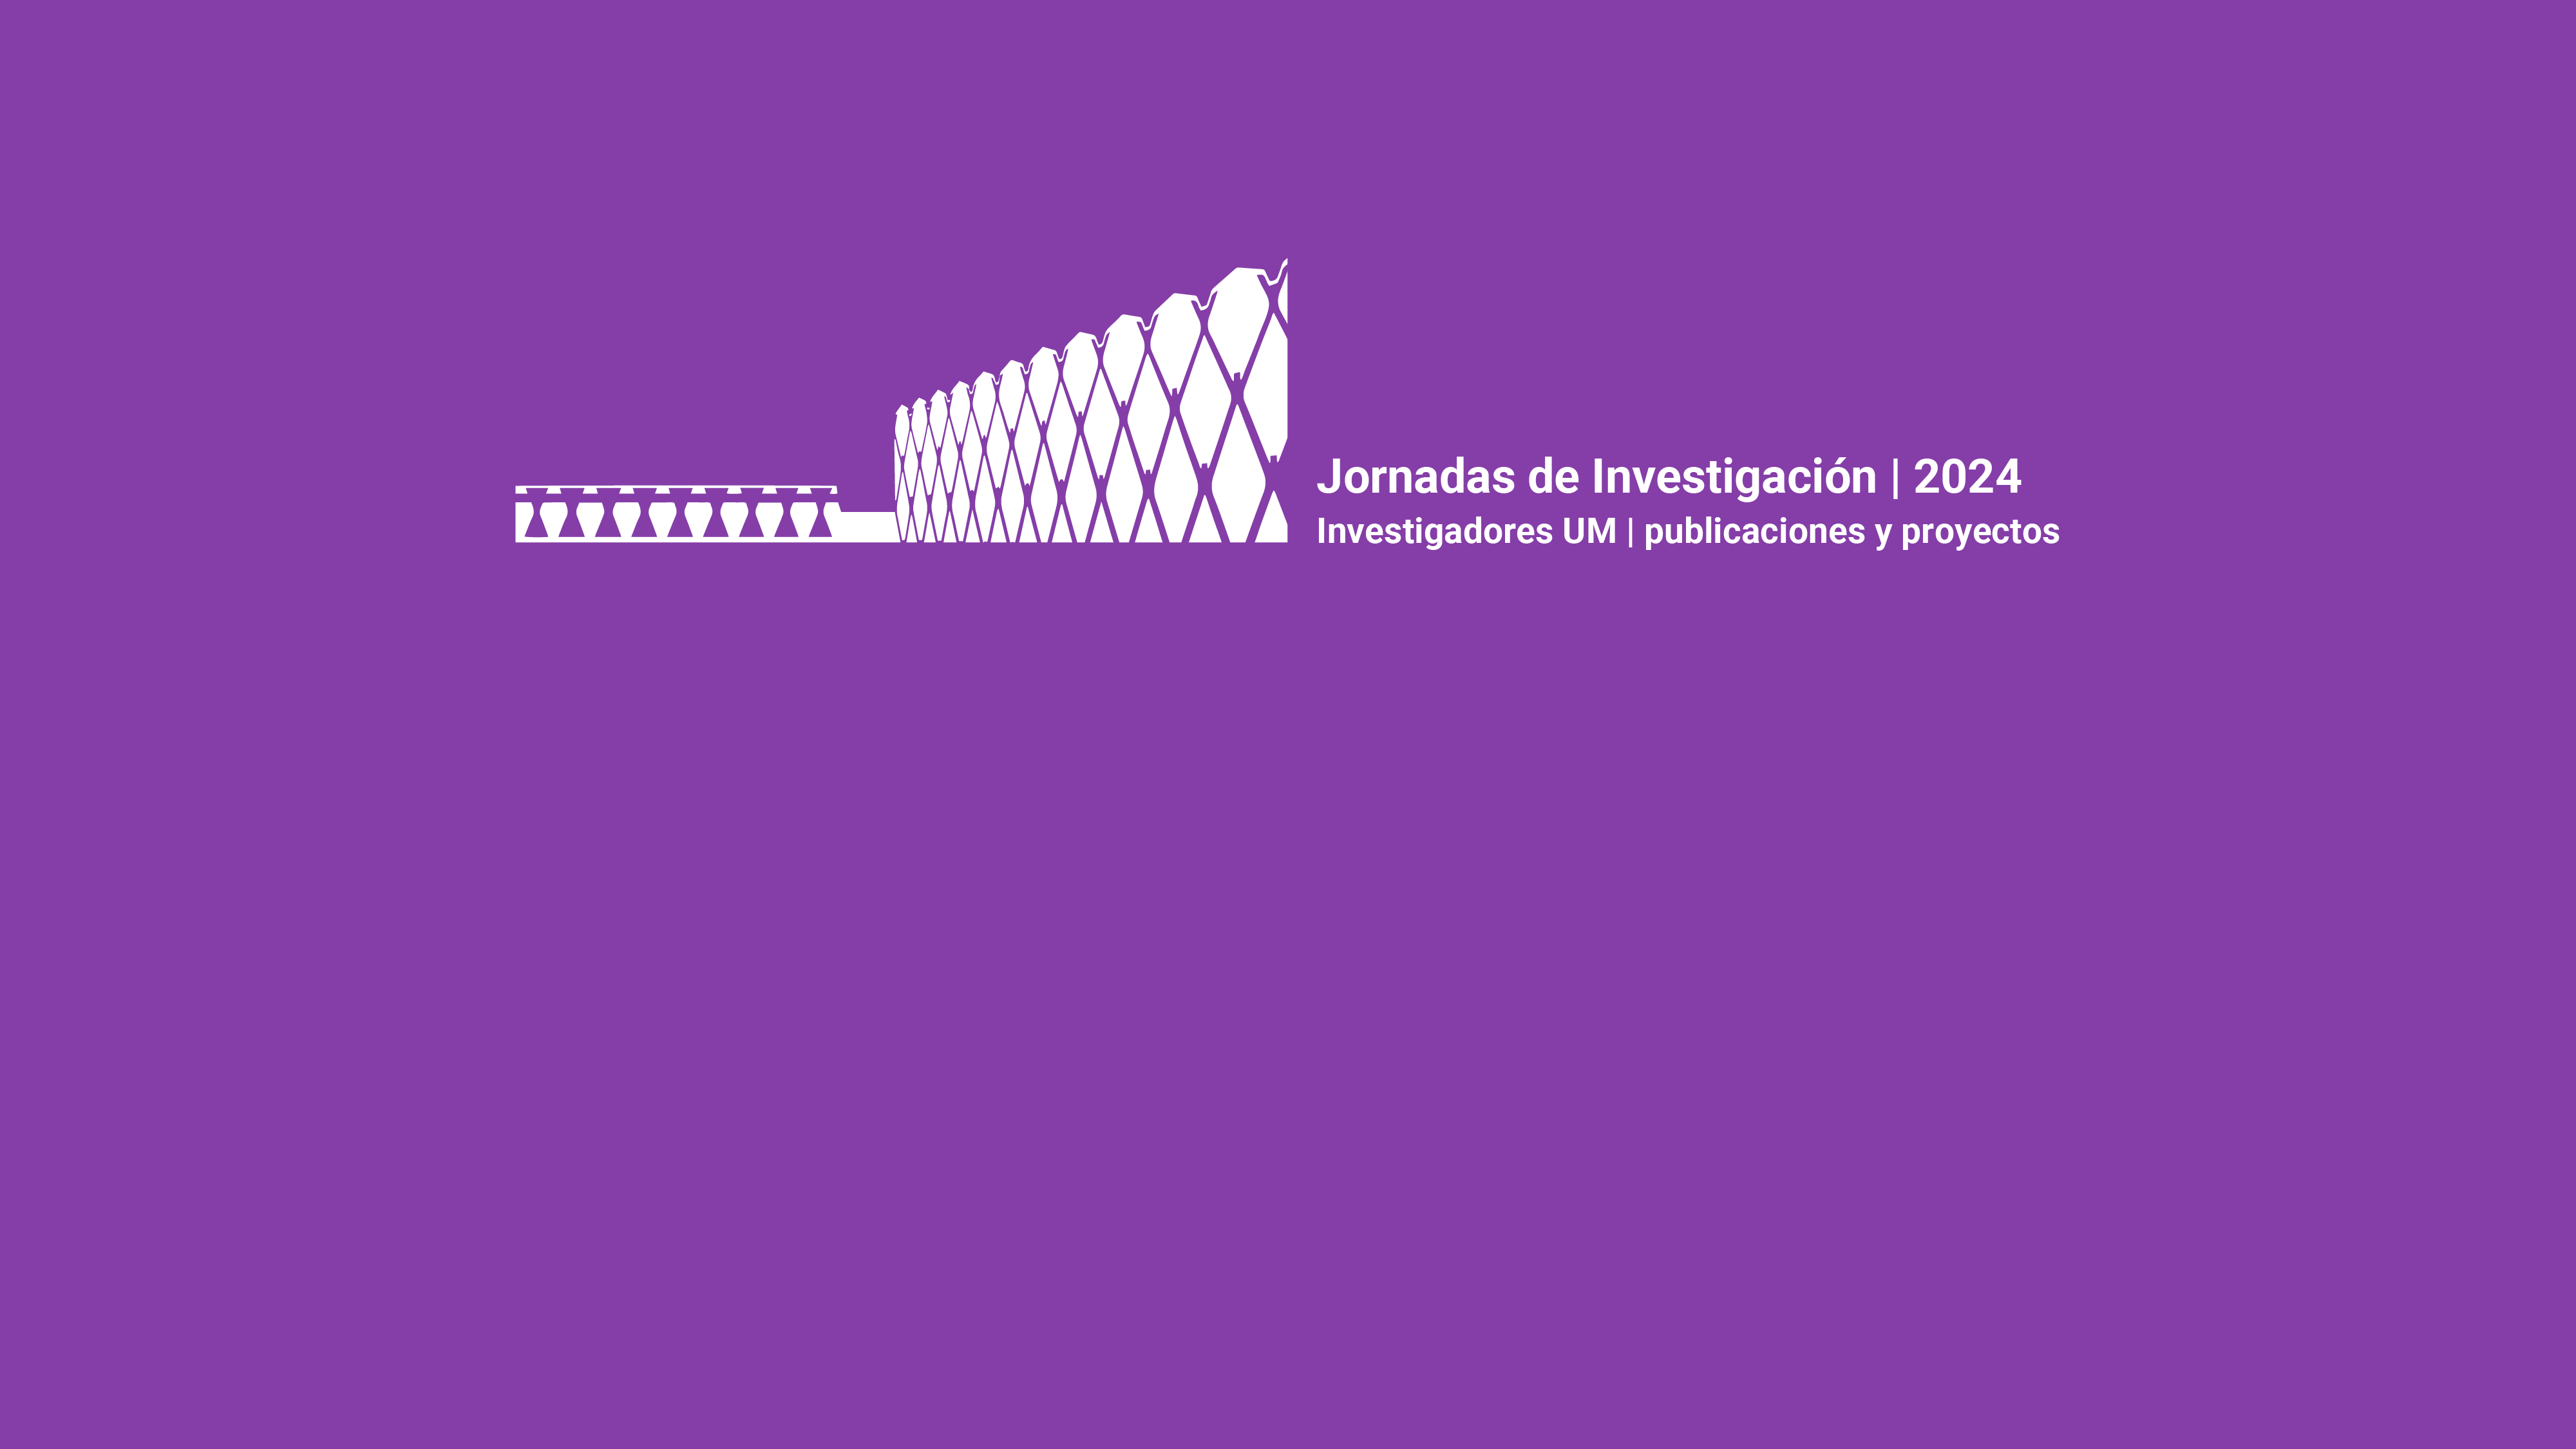 Jornadas de Investigación | 2024
Investigadores UM | publicaciones y proyectos